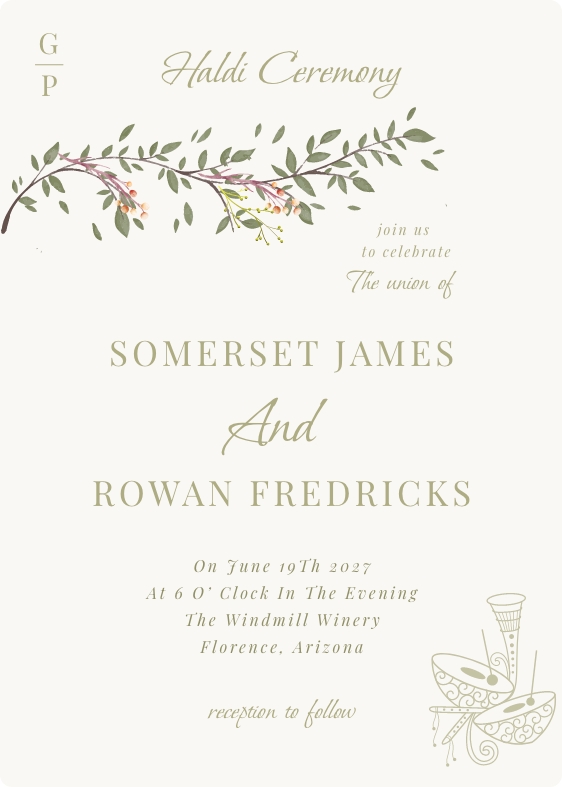 G
P
Haldi Ceremony
join us
to celebrate
The union of
SOMERSET JAMES
And
ROWAN FREDRICKS
On June 19Th 2027
At 6 O’ Clock In The Evening
The Windmill Winery
Florence, Arizona
reception to follow